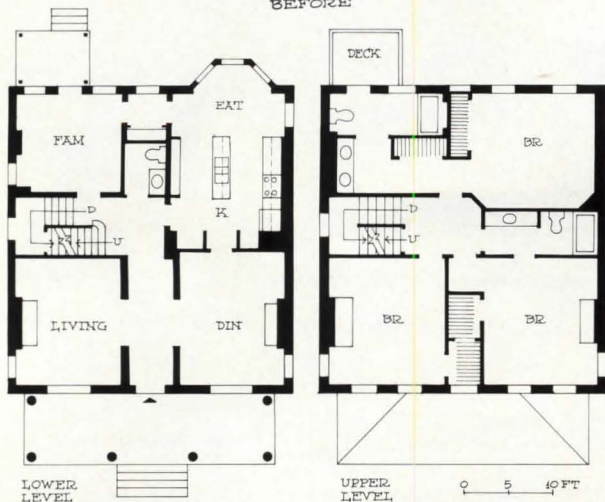 BEFORE
DECK
EAT
FAM
BR
K
D
U
D
U
LIVING
DIN
BR
BR
LOWER
LEVEL
UPPER
LEVEL
0 5 10 FT